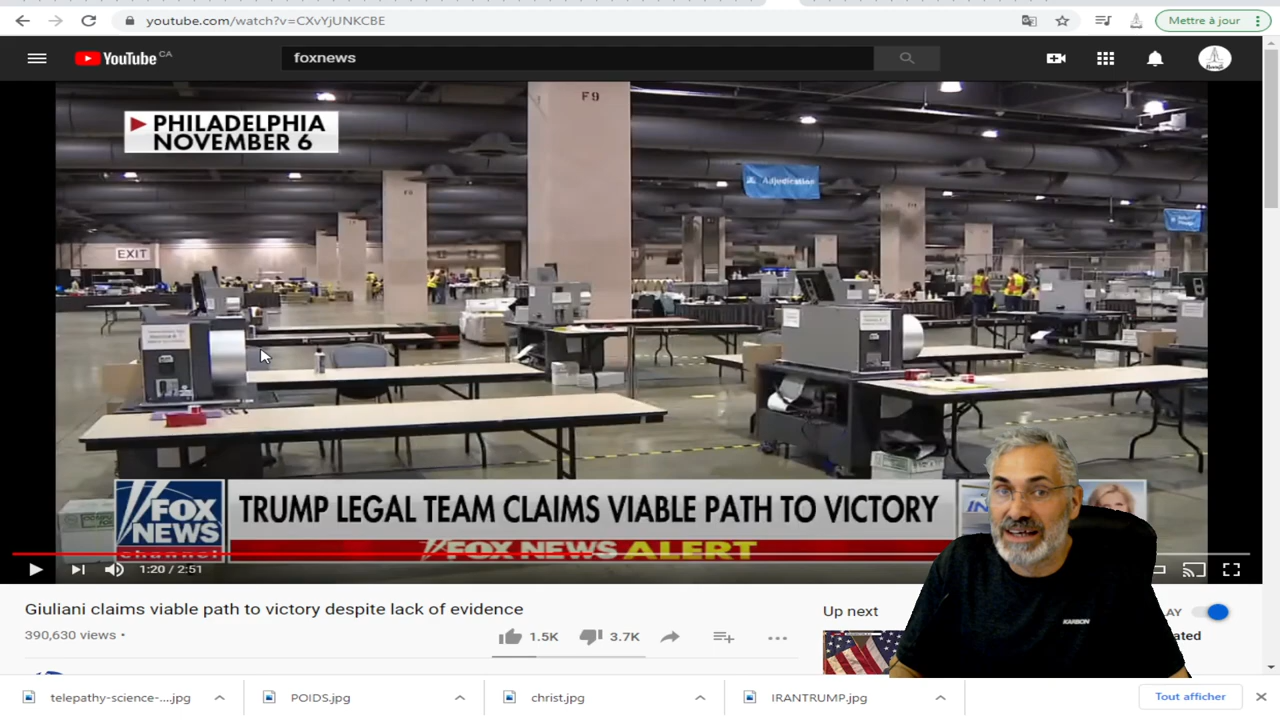 youtube.com/watch?v=CXvYjUNKCBE
Mettre à jour
YouTube CA
foxnews
F9
PHILADELPHIA
NOVEMBER 6
Adjudication
EXIT
FOX
NEWS
channel
TRUMP LEGAL TEAM CLAIMS VIABLE PATH TO VICTORY
FOX NEWS ALERT
1:20 / 2:51
Giuliani claims viable path to victory despite lack of evidence
390,630 views •
1.5K
3.7K
Up next
AY
KARBON
telepathy-science-....jpg
POIDS.jpg
christ.jpg
IRANTRUMP.jpg
Tout afficher